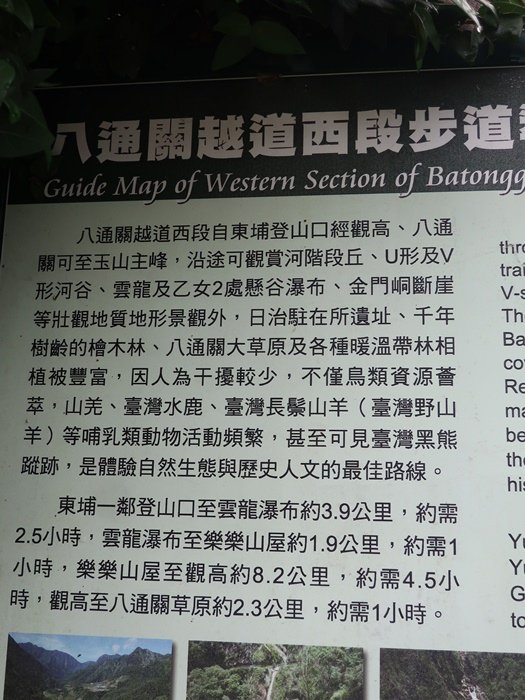 八通關越道西段步道
Guide Map of Western Section of Batongg
八通關越道西段自東埔登山口經觀高、八通
關可至玉山主峰，沿途可觀賞河階段丘、U形及V
形河谷、雲龍及乙女2處懸谷瀑布、金門峒斷崖
等壯觀地質地形景觀外，日治駐在所遺址、千年
樹齡的檜木林、八通關大草原及各種暖溫帶林相
植被豐富，因人為干擾較少，不僅鳥類資源薈
萃，山羌、臺灣水鹿、臺灣長鬃山羊（臺灣野山
羊）等哺乳類動物活動頻繁，甚至可見臺灣黑熊
蹤跡，是體驗自然生態與歷史人文的最佳路線。
東埔一鄰登山口至雲龍瀑布約3.9公里，約需
2.5小時，雲龍瀑布至樂樂山屋約1.9公里，約需1
小時，樂樂山屋至觀高約8.2公里，約需4.5小
時，觀高至八通關草原約2.3公里，約需1小時。
thro
trai
V-s
Th
Ba
co
Re
ma
be
the
his
Yu
Yu
G
to